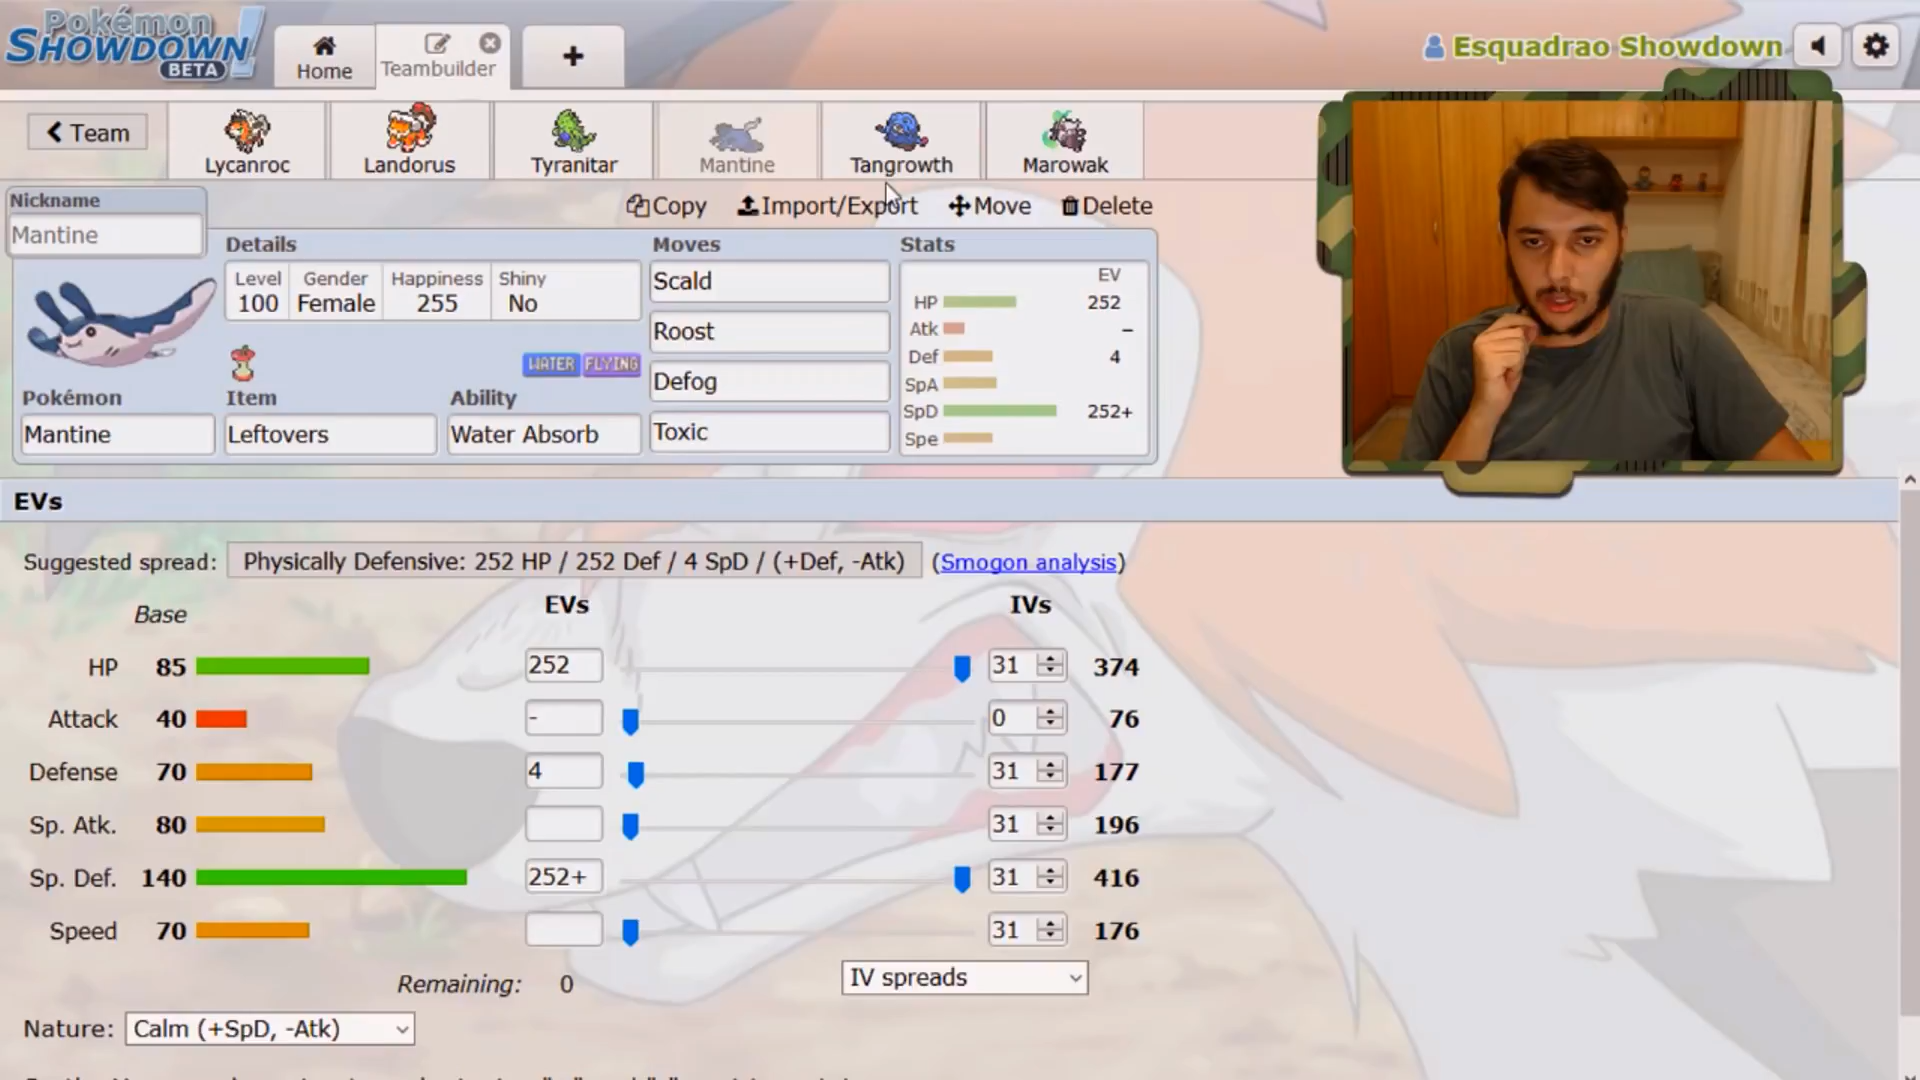 Pokémon
SHOWDOWN!
BETA
Home
Teambuilder
+
Esquadrao Showdown
Team
Lycanroc
Landorus
Tyranitar
Mantine
Tangrowth
Marowak
Copy
Import/Export
Move
Delete
Nickname
Mantine
Details
Level
100
Gender
Female
Happiness
255
Shiny
No
WATER FLYING
Pokémon
Mantine
Item
Leftovers
Ability
Water Absorb
Moves
Scald
Roost
Defog
Toxic
Stats
EV
HP 252
Atk –
Def 4
SpA
SpD 252+
Spe
EVs
Suggested spread: Physically Defensive: 252 HP / 252 Def / 4 SpD / (+Def, -Atk) (Smogon analysis)
Base EVs IVs
HP 85 252 31 374
Attack 40 - 0 76
Defense 70 4 31 177
Sp. Atk. 80 31 196
Sp. Def. 140 252+ 31 416
Speed 70 31 176
Remaining: 0
IV spreads
Nature: Calm (+SpD, -Atk)